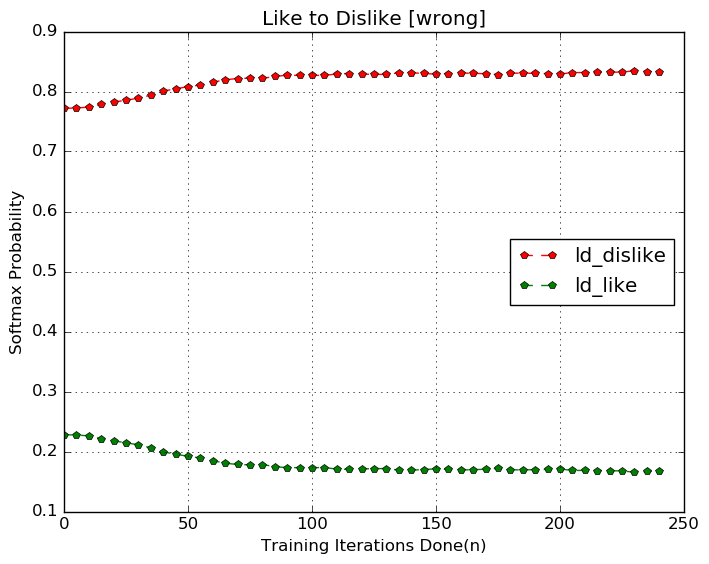 Like to Dislike [wrong]
0.9
0.8
0.7
0.6
0.5
0.4
0.3
0.2
0.1
Softmax Probability
ld_dislike
ld_like
0 50 100 150 200 250
Training Iterations Done(n)